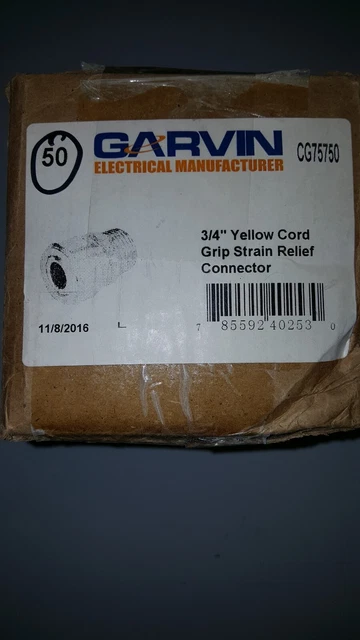 50
GARVIN
ELECTRICAL MANUFACTURER
CG75750
3/4" Yellow Cord
Grip Strain Relief
Connector
11/8/2016
7 85592 40253 0